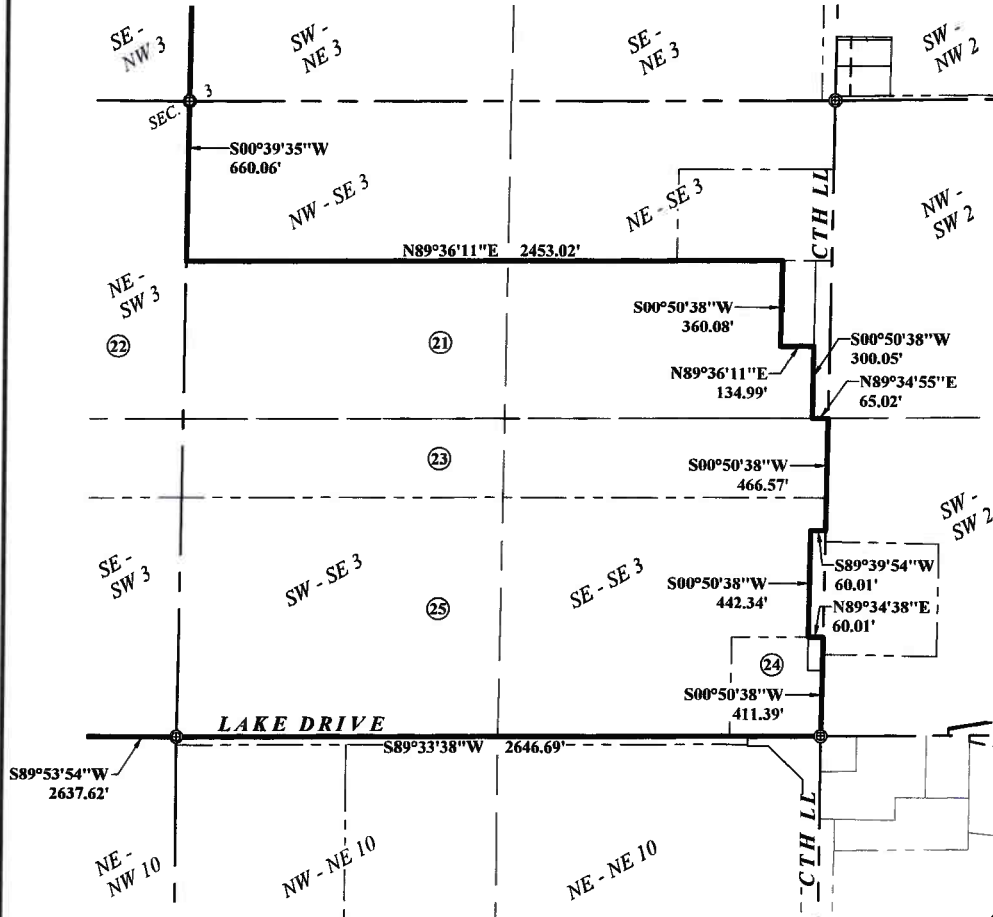 SE -
NW 3
SW -
NE 3
SE -
NE 3
SW -
NW 2
SEC. 3
S00°39'35"W
660.06'
NW - SE 3
NE - SE 3
CTH LL
NW -
SW 2
N89°36'11"E 2453.02'
NE -
SW 3
S00°50'38"W
360.08'
22
21
S00°50'38"W
300.05'
N89°36'11"E
134.99'
N89°34'55"E
65.02'
23
S00°50'38"W
466.57'
SW -
SW 2
SE -
SW 3
SW - SE 3
SE - SE 3
S89°39'54"W
60.01'
S00°50'38"W
442.34'
25
N89°34'38"E
60.01'
24
S00°50'38"W
411.39'
LAKE DRIVE
S89°33'38"W 2646.69'
S89°53'54"W
2637.62'
CTH LL
NE -
NW 10
NW - NE 10
NE - NE 10